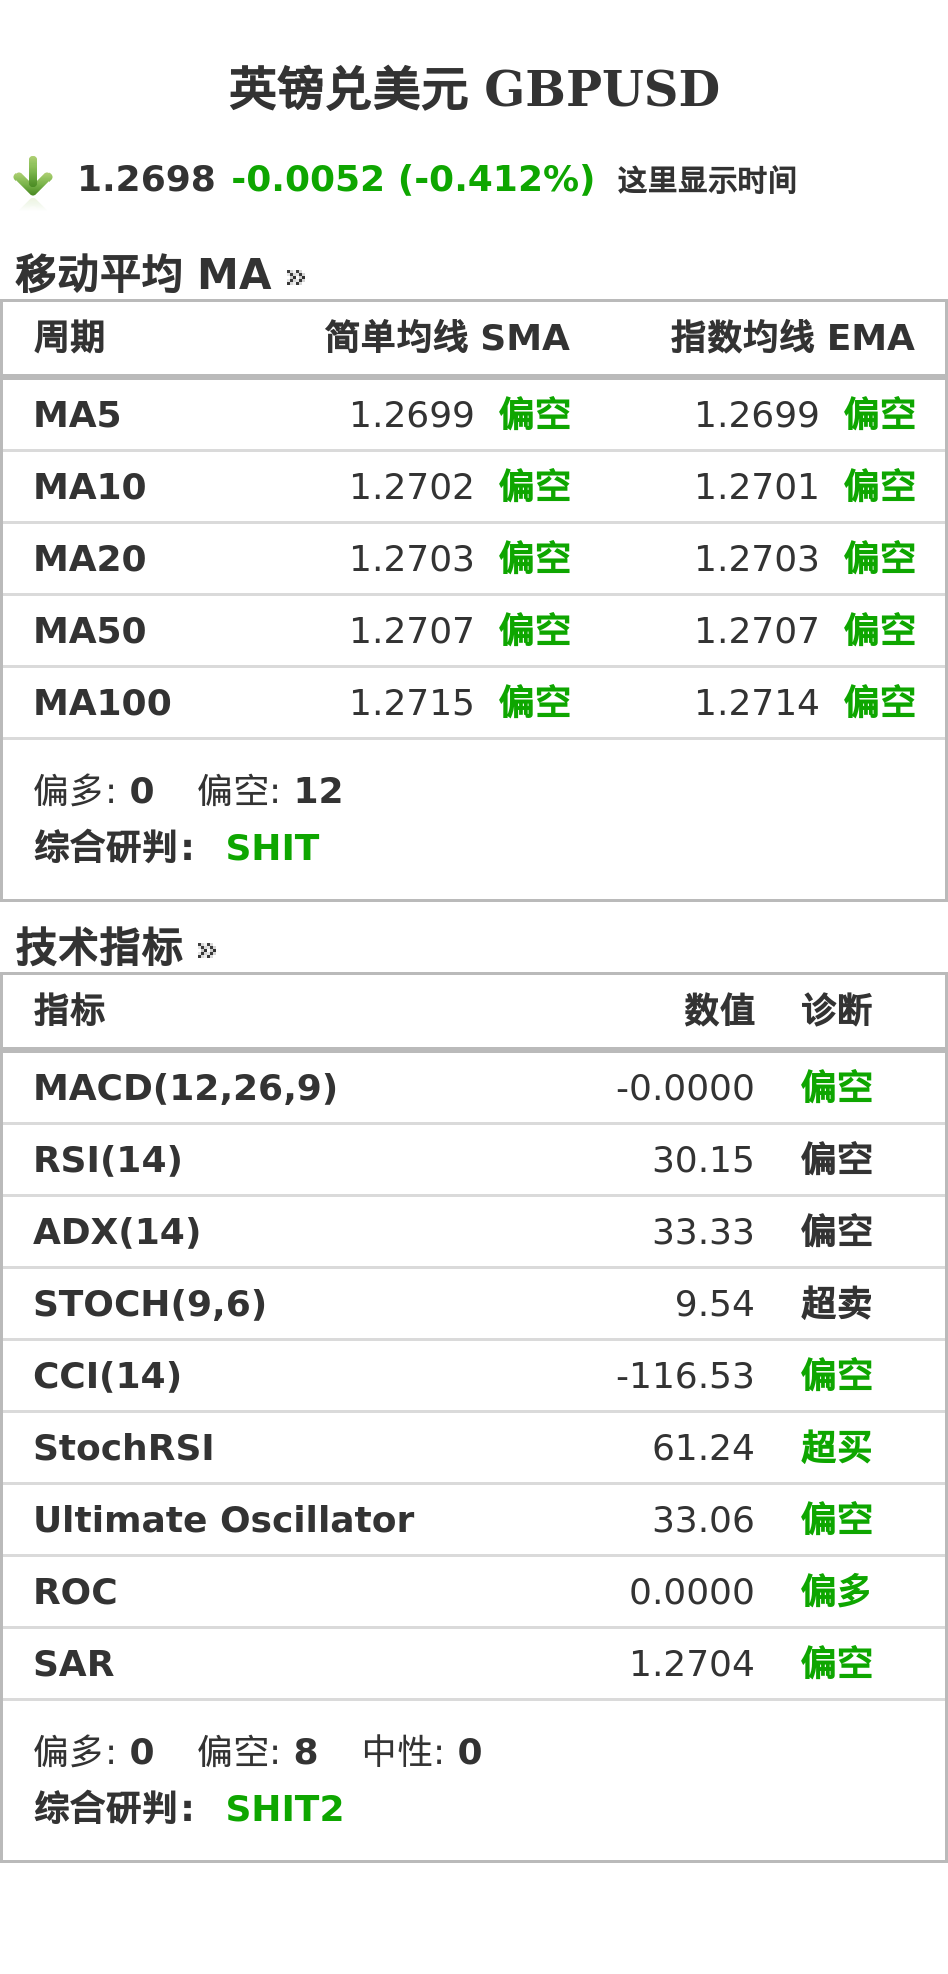 英镑兑美元 GBPUSD
1.2698 -0.0052 (-0.412%) 这里显示时间
移动平均 MA »
周期 简单均线 SMA 指数均线 EMA
MA5 1.2699 偏空 1.2699 偏空
MA10 1.2702 偏空 1.2701 偏空
MA20 1.2703 偏空 1.2703 偏空
MA50 1.2707 偏空 1.2707 偏空
MA100 1.2715 偏空 1.2714 偏空
偏多: 0 偏空: 12
综合研判: SHIT
技术指标 »
指标 数值 诊断
MACD(12,26,9) -0.0000 偏空
RSI(14) 30.15 偏空
ADX(14) 33.33 偏空
STOCH(9,6) 9.54 超卖
CCI(14) -116.53 偏空
StochRSI 61.24 超买
Ultimate Oscillator 33.06 偏空
ROC 0.0000 偏多
SAR 1.2704 偏空
偏多: 0 偏空: 8 中性: 0
综合研判: SHIT2